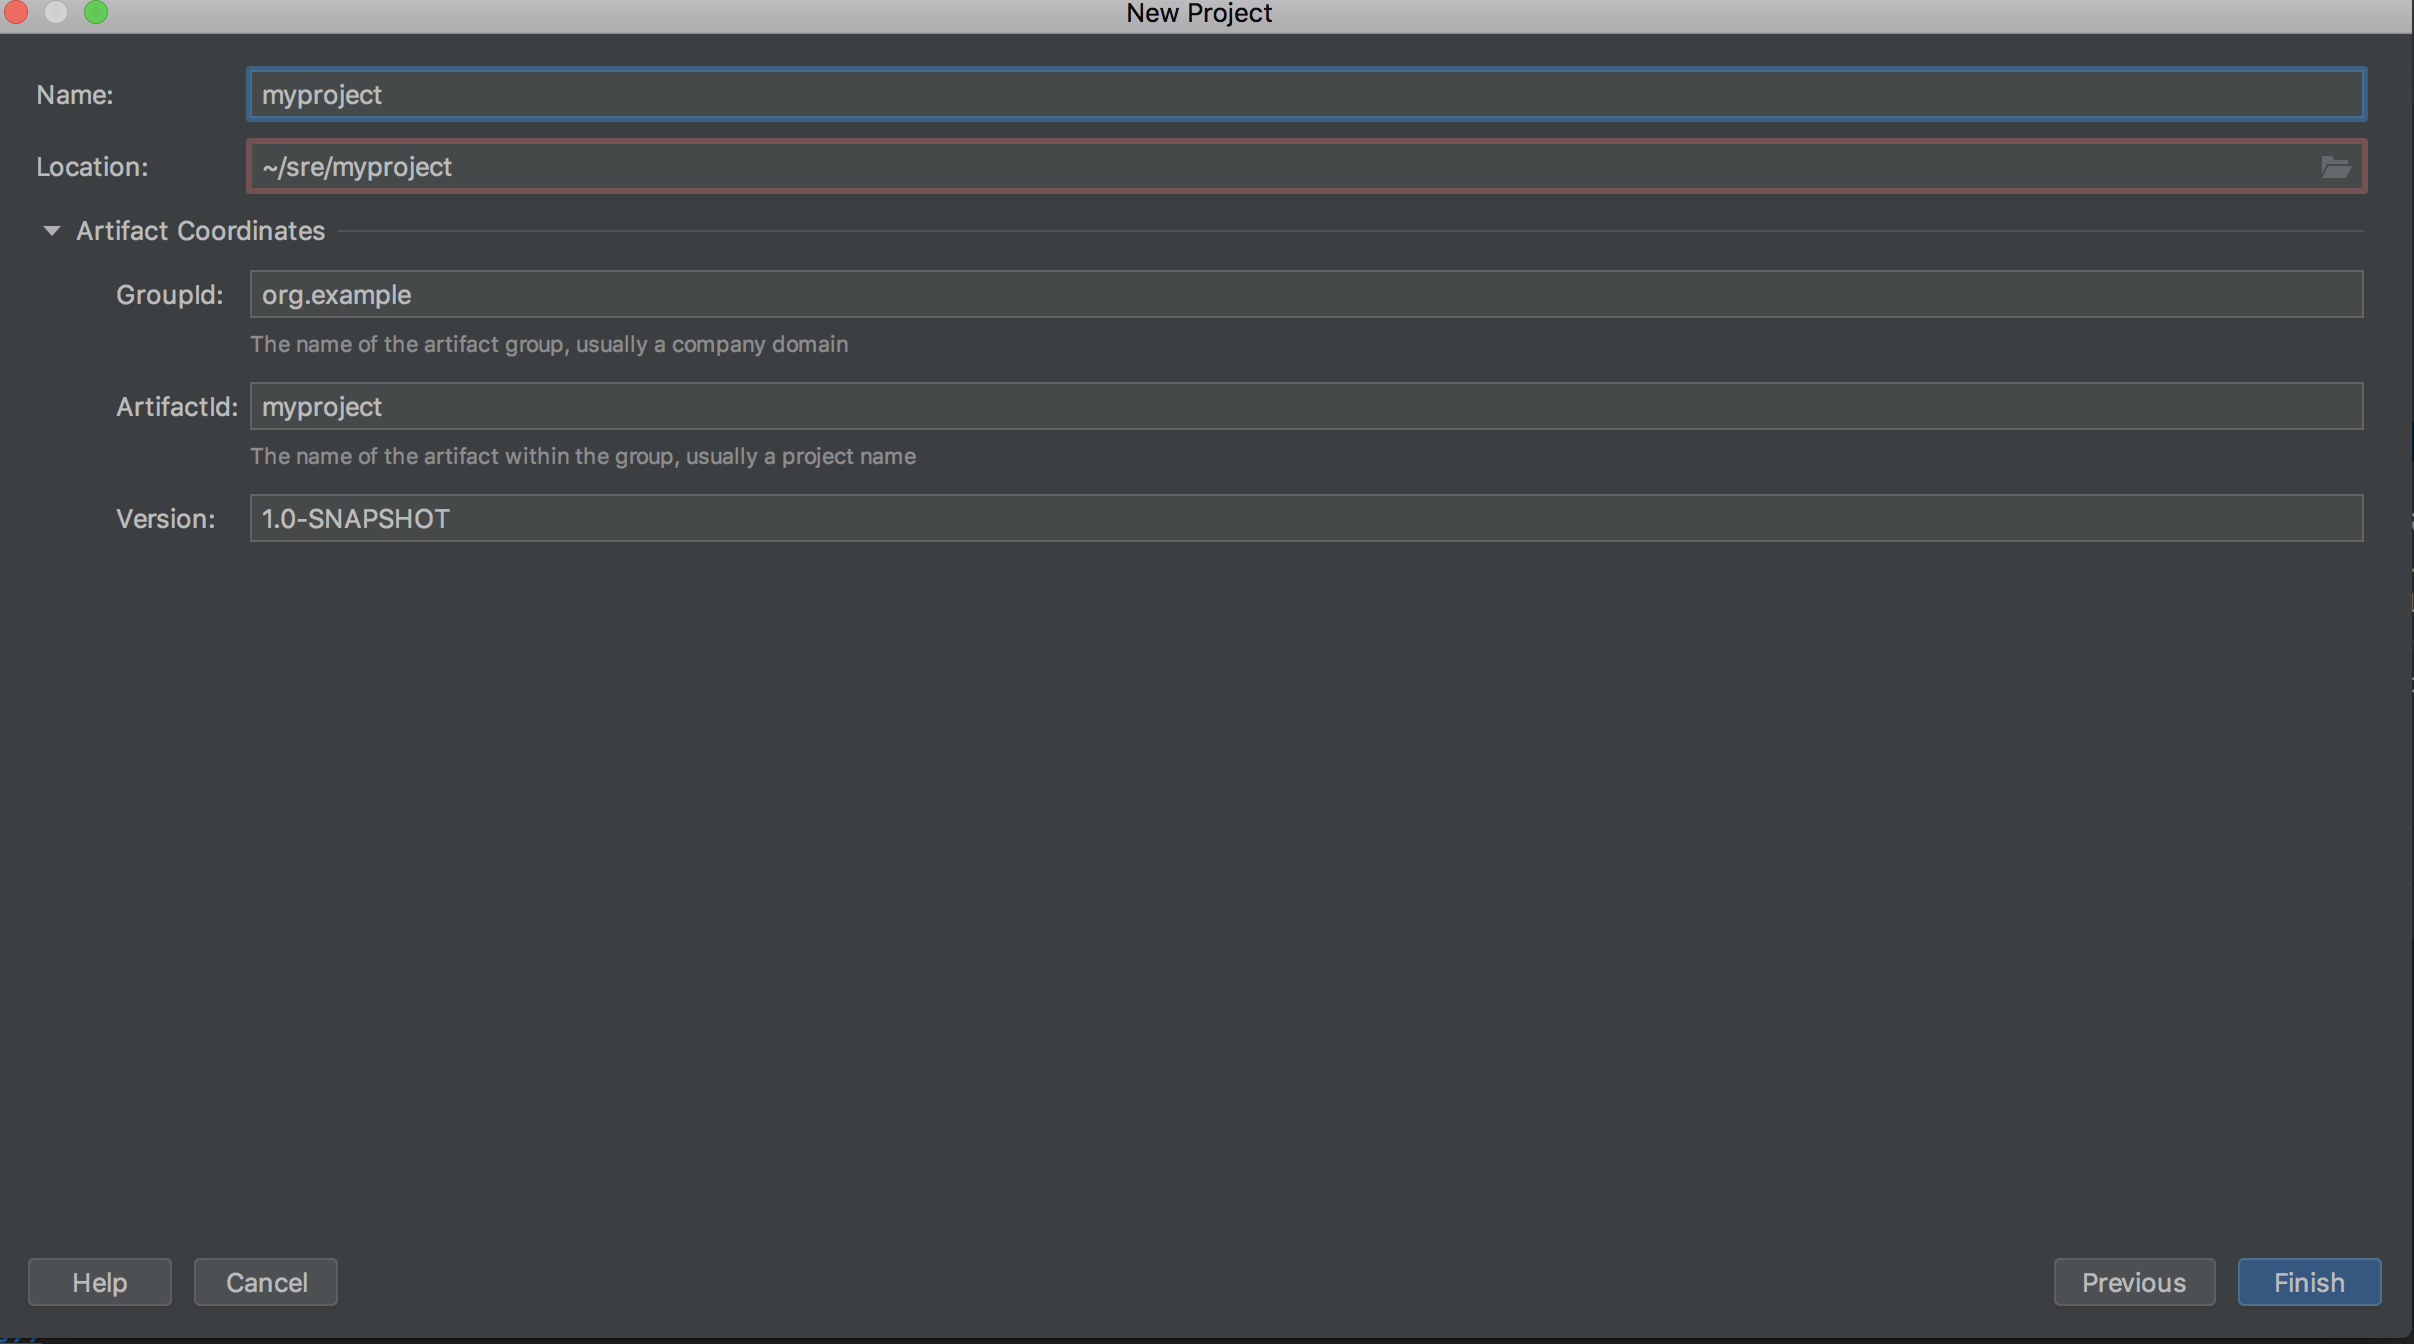 New Project
Name: myproject
Location: ~/sre/myproject
Artifact Coordinates
GroupId: org.example
The name of the artifact group, usually a company domain
ArtifactId: myproject
The name of the artifact within the group, usually a project name
Version: 1.0-SNAPSHOT
Help Cancel Previous Finish